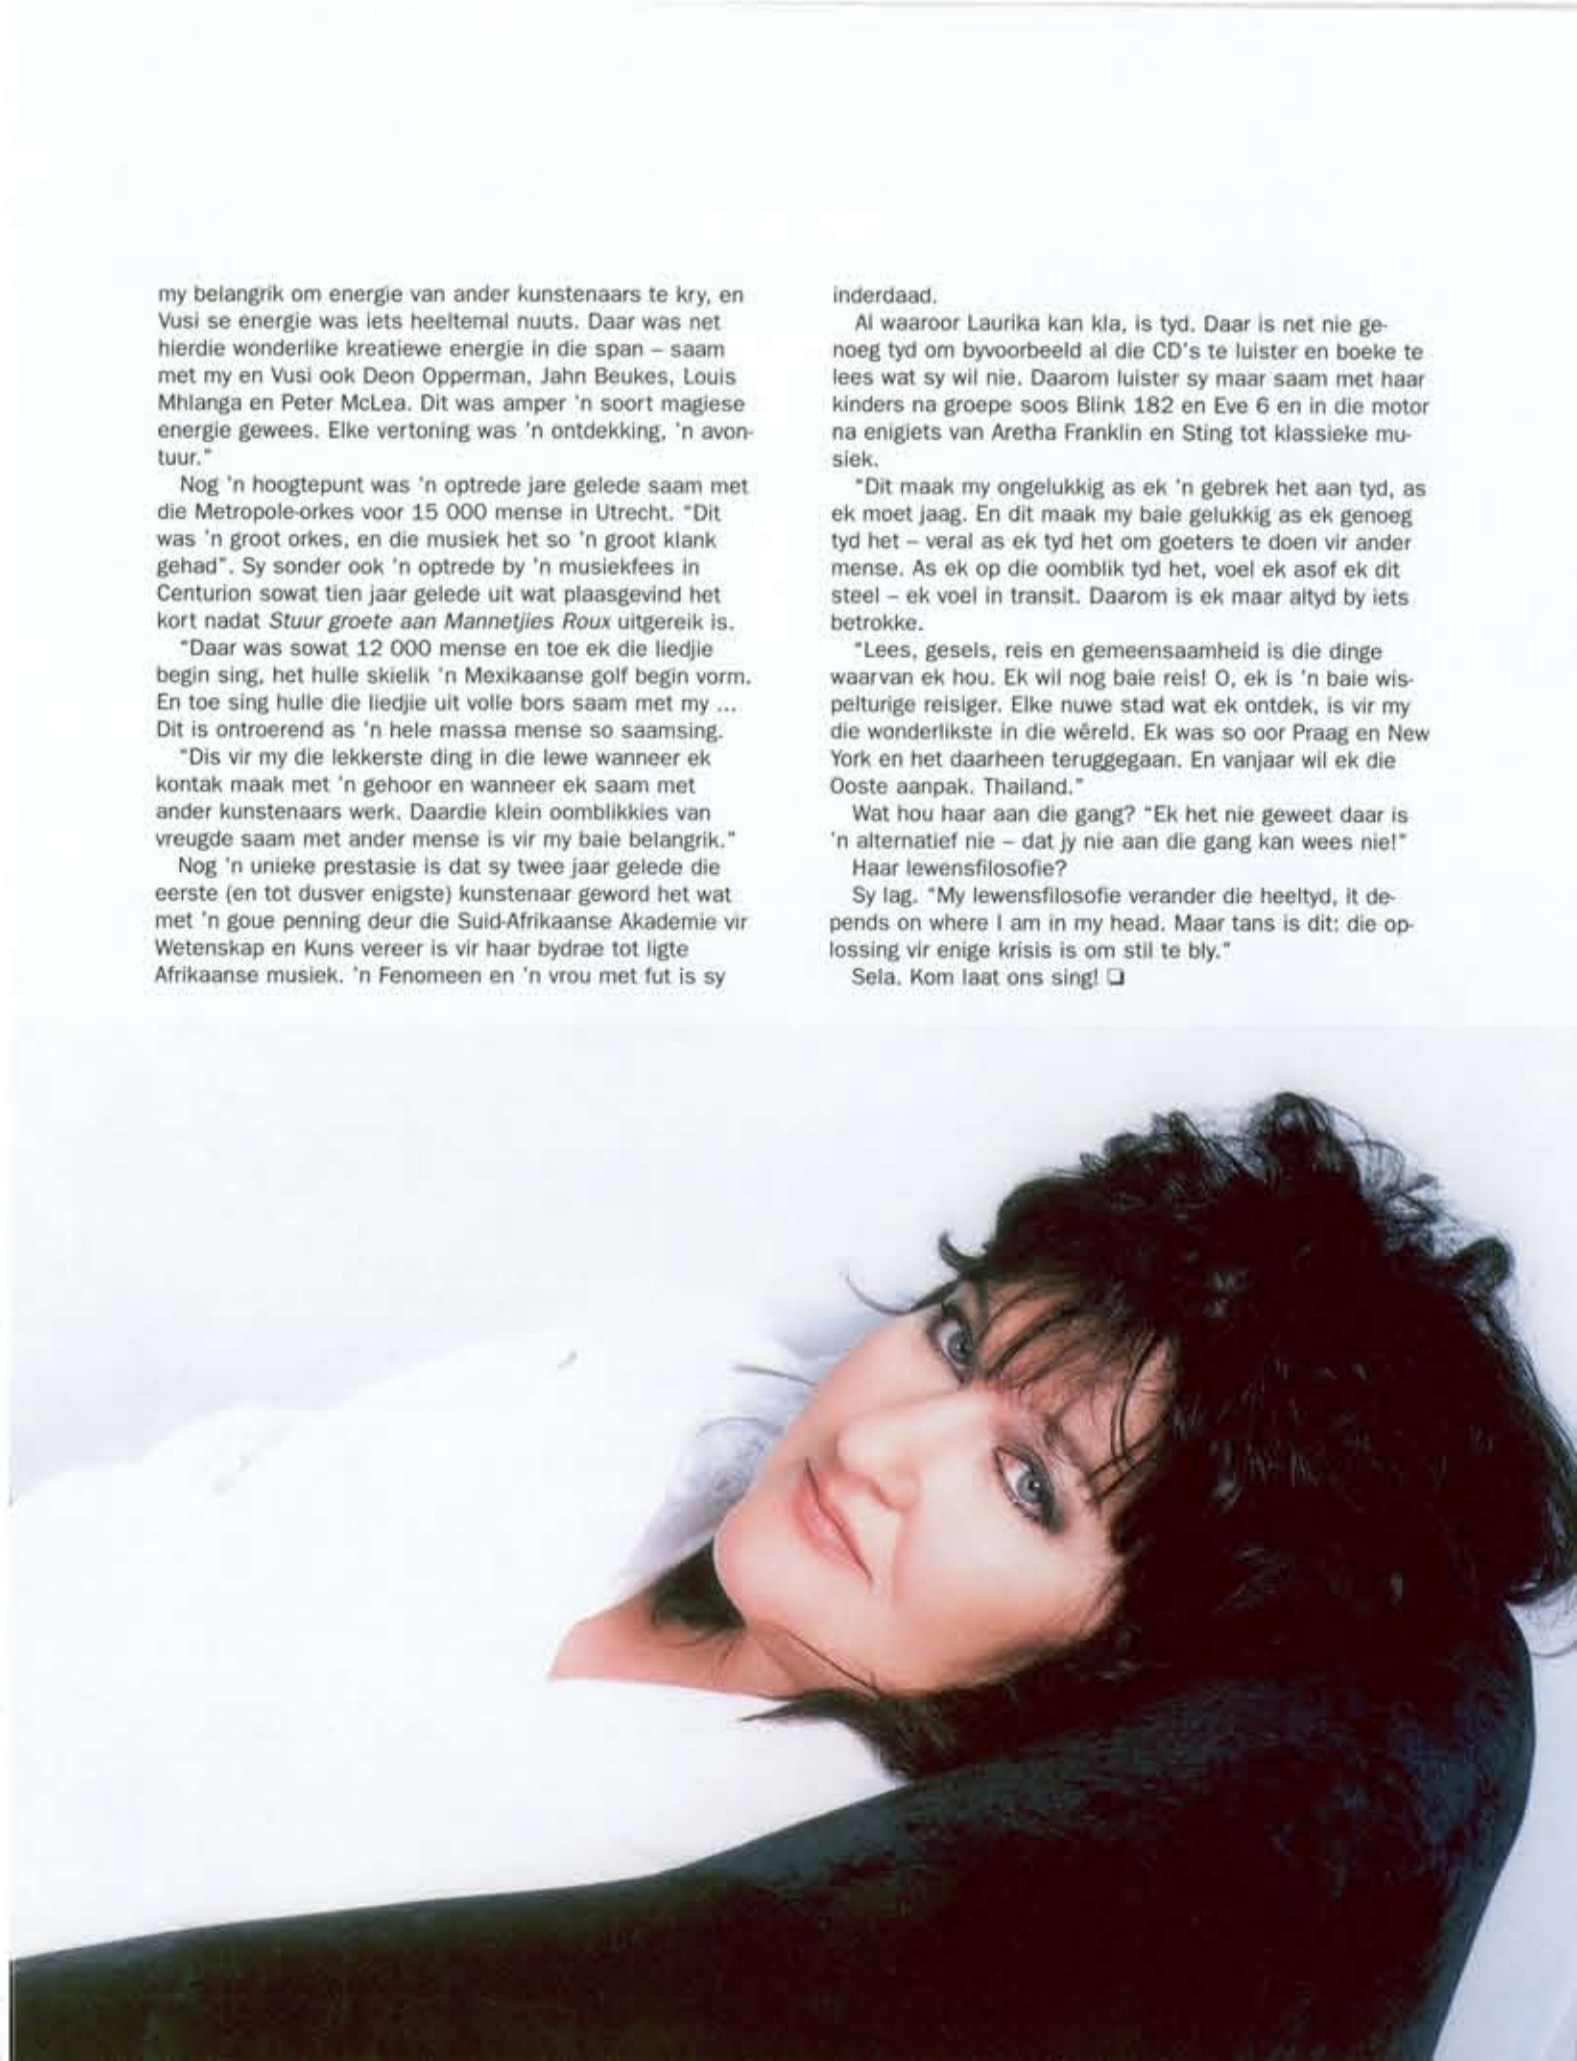 my belangrik om energie van ander kunstenaars te kry, en
Vusi se energie was iets heeltemal nuuts. Daar was net
hierdie wonderlike kreatiewe energie in die span – saam
met my en Vusi ook Deon Opperman, Jahn Beukes, Louis
Mhlanga en Peter McLea. Dit was amper 'n soort magiese
energie gewees. Elke vertoning was 'n ontdekking, 'n avon-
tuur."
Nog 'n hoogtepunt was 'n optrede jare gelede saam met
die Metropole-orkes voor 15 000 mense in Utrecht. "Dit
was 'n groot orkes, en die musiek het so 'n groot klank
gehad". Sy sonder ook 'n optrede by 'n musiekfees in
Centurion sowat tien jaar gelede uit wat plaasgevind het
kort nadat Stuur groete aan Mannetjies Roux uitgereik is.
"Daar was sowat 12 000 mense en toe ek die liedjie
begin sing, het hulle skielik 'n Mexikaanse golf begin vorm.
En toe sing hulle die liedjie uit volle bors saam met my ...
Dit is ontroerend as 'n hele massa mense so saamsing.
"Dis vir my die lekkerste ding in die lewe wanneer ek
kontak maak met 'n gehoor en wanneer ek saam met
ander kunstenaars werk. Daardie klein oomblikkies van
vreugde saam met ander mense is vir my baie belangrik."
Nog 'n unieke prestasie is dat sy twee jaar gelede die
eerste (en tot dusver enigste) kunstenaar geword het wat
met 'n goue penning deur die Suid-Afrikaanse Akademie vir
Wetenskap en Kuns vereer is vir haar bydrae tot ligte
Afrikaanse musiek. 'n Fenomeen en 'n vrou met fut is sy
inderdaad.
Al waaroor Laurika kan kla, is tyd. Daar is net nie ge-
noeg tyd om byvoorbeeld al die CD's te luister en boeke te
lees wat sy wil nie. Daarom luister sy maar saam met haar
kinders na groepe soos Blink 182 en Eve 6 en in die motor
na enigiets van Aretha Franklin en Sting tot klassieke mu-
siek.
"Dit maak my ongelukkig as ek 'n gebrek het aan tyd, as
ek moet jaag. En dit maak my baie gelukkig as ek genoeg
tyd het – veral as ek tyd het om goeters te doen vir ander
mense. As ek op die oomblik tyd het, voel ek asof ek dit
steel – ek voel in transit. Daarom is ek maar altyd by iets
betrokke.
"Lees, gesels, reis en gemeensaamheid is die dinge
waarvan ek hou. Ek wil nog baie reis! O, ek is 'n baie wis-
pelturige reisiger. Elke nuwe stad wat ek ontdek, is vir my
die wonderlikste in die wêreld. Ek was so oor Praag en New
York en het daarheen teruggegaan. En vanjaar wil ek die
Ooste aanpak. Thailand."
Wat hou haar aan die gang? "Ek het nie geweet daar is
'n alternatief nie – dat jy nie aan die gang kan wees nie!"
Haar lewensfilosofie?
Sy lag. "My lewensfilosofie verander die heeltyd, it de-
pends on where I am in my head. Maar tans is dit: die op-
lossing vir enige krisis is om stil te bly."
Sela. Kom laat ons sing! ❑